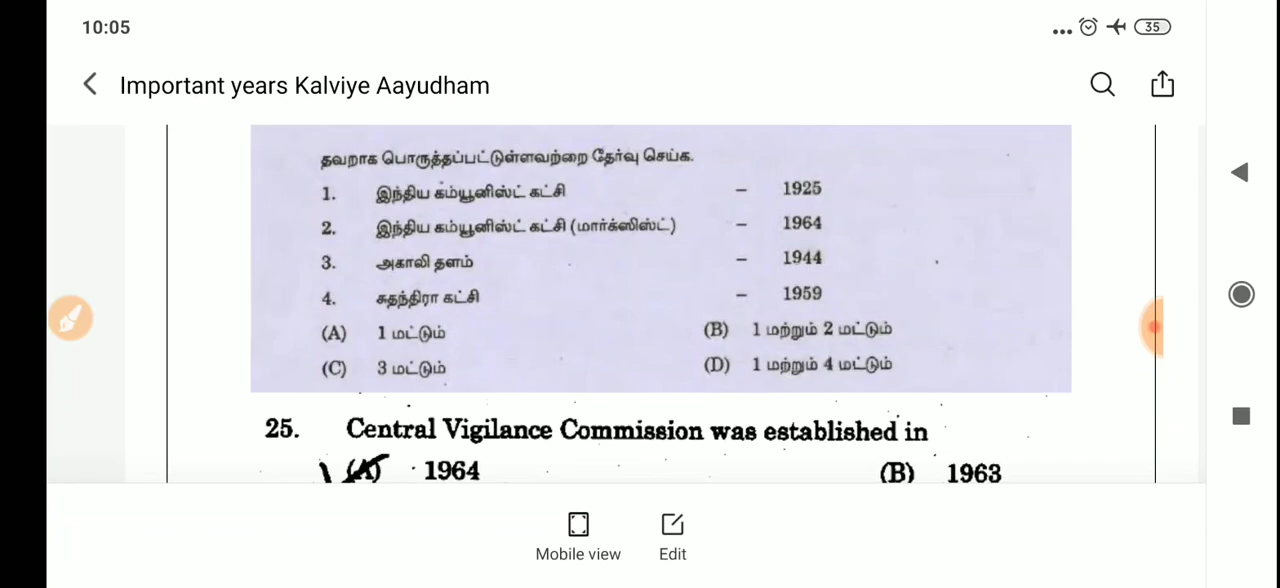 10:05
35
Important years Kalviye Aayudham
தவறாக பொருத்தப்பட்டுள்ளவற்றை தேர்வு செய்க.
1. இந்திய கம்யூனிஸ்ட் கட்சி – 1925
2. இந்திய கம்யூனிஸ்ட் கட்சி (மார்க்ஸிஸ்ட்) – 1964
3. அகாலி தளம் – 1944
4. சுதந்திரா கட்சி – 1959
(A) 1 மட்டும் (B) 1 மற்றும் 2 மட்டும்
(C) 3 மட்டும் (D) 1 மற்றும் 4 மட்டும்
25. Central Vigilance Commission was established in
(A) 1964 (B) 1963
Mobile view Edit